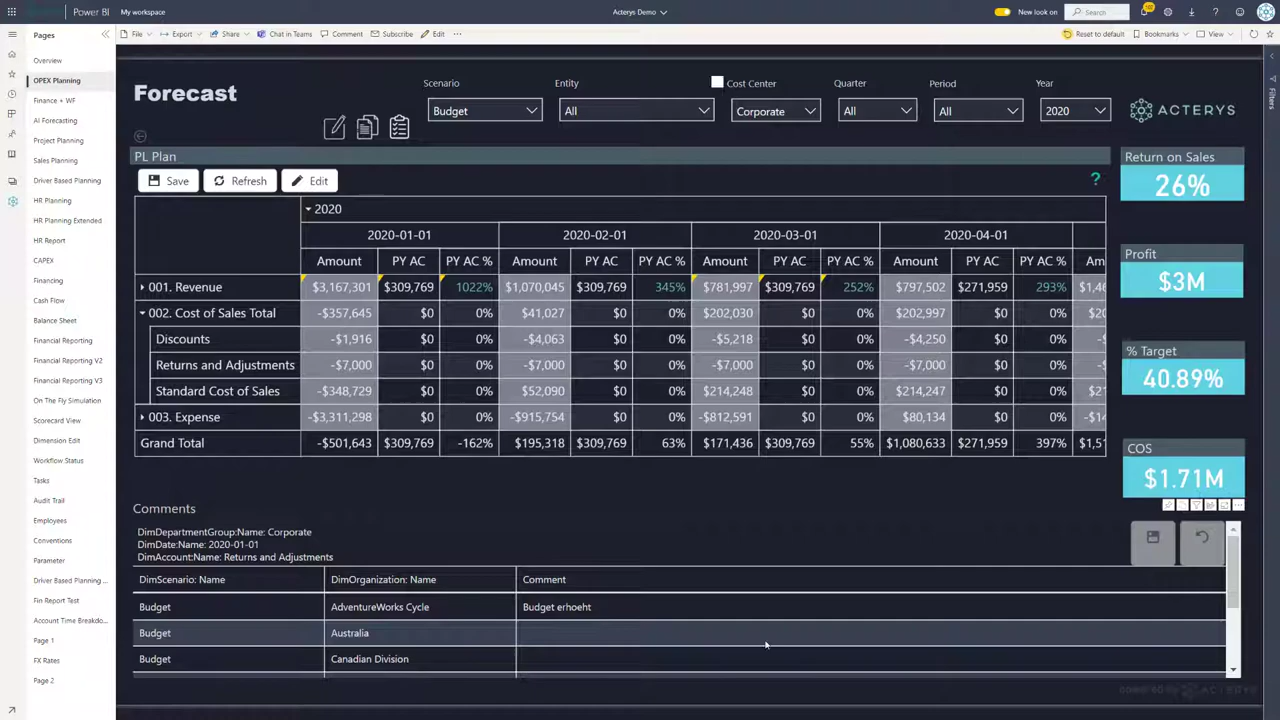 Power BI
My workspace
Acterys Demo
New look on
Search
Pages
File
Export
Share
Chat in Teams
Comment
Subscribe
Edit
Reset to default
Bookmarks
View
Overview
OPEX Planning
Finance + WF
AI Forecasting
Project Planning
Sales Planning
Driver Based Planning
HR Planning
HR Planning Extended
HR Report
CAPEX
Financing
Cash Flow
Balance Sheet
Financial Reporting
Financial Reporting V2
Financial Reporting V3
On The Fly Simulation
Scorecard View
Dimension Edit
Workflow Status
Tasks
Audit Trail
Employees
Conventions
Parameter
Driver Based Planning ...
Fin Report Test
Account Time Breakdo...
Page 1
FX Rates
Page 2
Forecast
Scenario
Entity
Cost Center
Quarter
Period
Year
Budget
All
Corporate
All
All
2020
ACTERYS
Filters
PL Plan
Save
Refresh
Edit
?
2020
2020-01-01 2020-02-01 2020-03-01 2020-04-01
Amount PY AC PY AC % Amount PY AC PY AC % Amount PY AC PY AC % Amount PY AC PY AC % Am
001. Revenue $3,167,301 $309,769 1022% $1,070,045 $309,769 345% $781,997 $309,769 252% $797,502 $271,959 293% $1,46
002. Cost of Sales Total -$357,645 $0 0% $41,027 $0 0% $202,030 $0 0% $202,997 $0 0% $20
Discounts -$1,916 $0 0% -$4,063 $0 0% -$5,218 $0 0% -$4,250 $0 0% -$
Returns and Adjustments -$7,000 $0 0% -$7,000 $0 0% -$7,000 $0 0% -$7,000 $0 0% -$
Standard Cost of Sales -$348,729 $0 0% $52,090 $0 0% $214,248 $0 0% $214,247 $0 0% $21
003. Expense -$3,311,298 $0 0% -$915,754 $0 0% -$812,591 $0 0% $80,134 $0 0% -$14
Grand Total -$501,643 $309,769 -162% $195,318 $309,769 63% $171,436 $309,769 55% $1,080,633 $271,959 397% $1,51
Return on Sales
26%
Profit
$3M
% Target
40.89%
COS
$1.71M
Comments
DimDepartmentGroup:Name: Corporate
DimDate:Name: 2020-01-01
DimAccount:Name: Returns and Adjustments
DimScenario: Name DimOrganization: Name Comment
Budget AdventureWorks Cycle Budget erhoeht
Budget Australia
Budget Canadian Division
ACTERYS